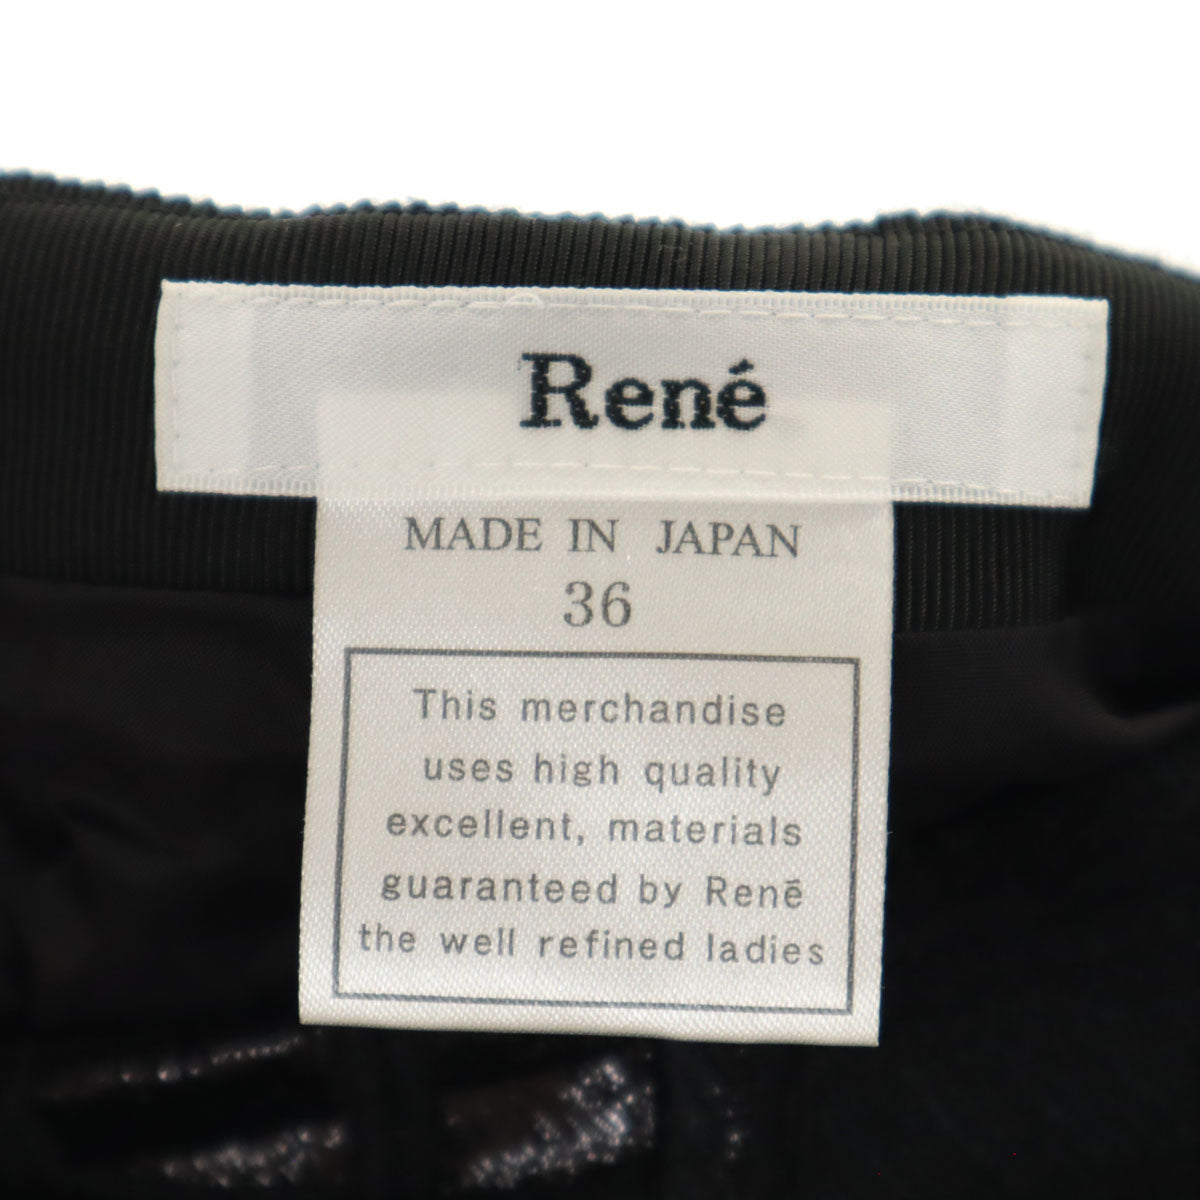 René
MADE IN JAPAN
36
This merchandise
uses high quality
excellent, materials
guaranteed by Renē
the well refined ladies